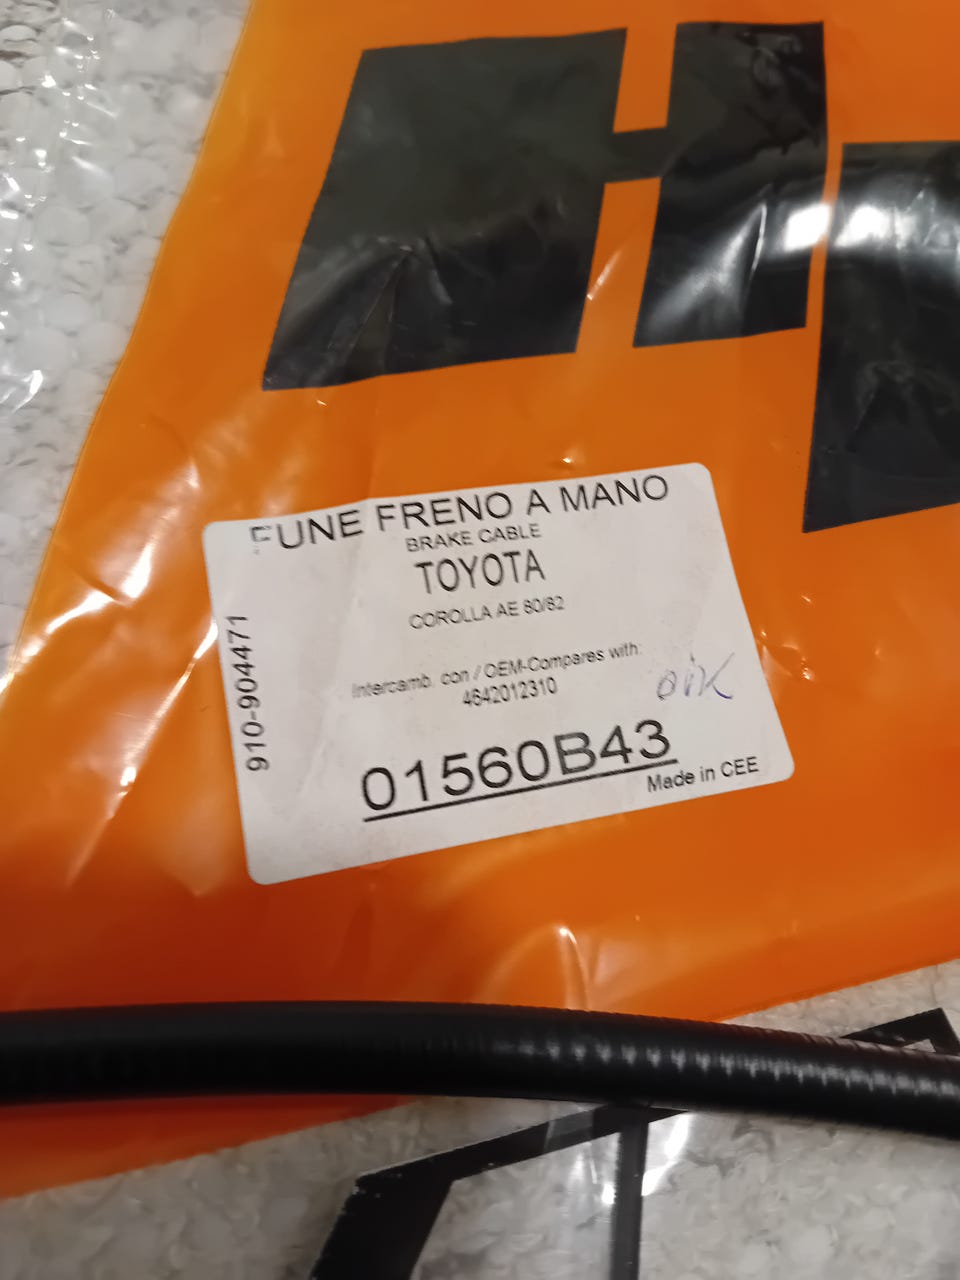 H
FUNE FRENO A MANO
BRAKE CABLE
TOYOTA
COROLLA AE 80/82
Intercamb. con / OEM-Compares with:
4642012310
01560B43
Made in CEE
910-904471